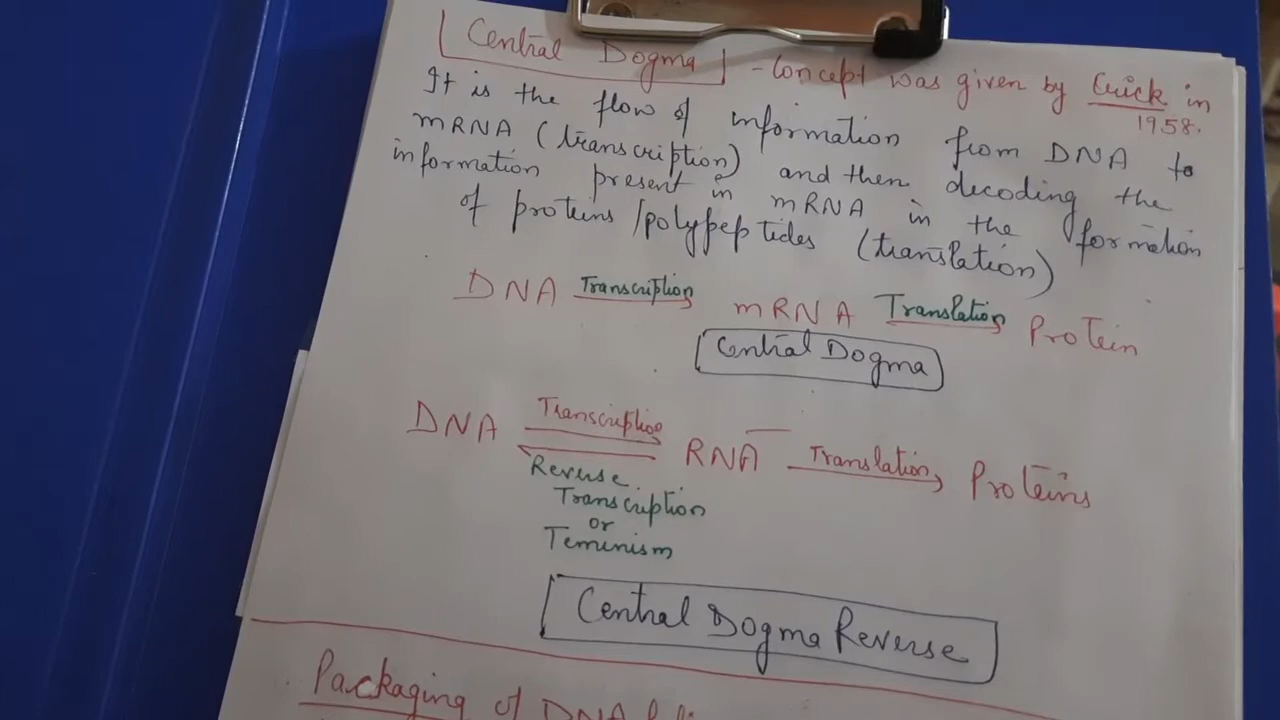 Central Dogma - Concept was given by Crick in
1958.
It is the flow of information from DNA to
mRNA (transcription) and then decoding the
information present in mRNA in the formation
of proteins/polypeptides (translation)
DNA Transcription mRNA Translation Protein
Central Dogma
DNA Transcription RNA Translation Proteins
Reverse
Transcription
or
Teminism
Central Dogma Reverse
Packaging of DNA